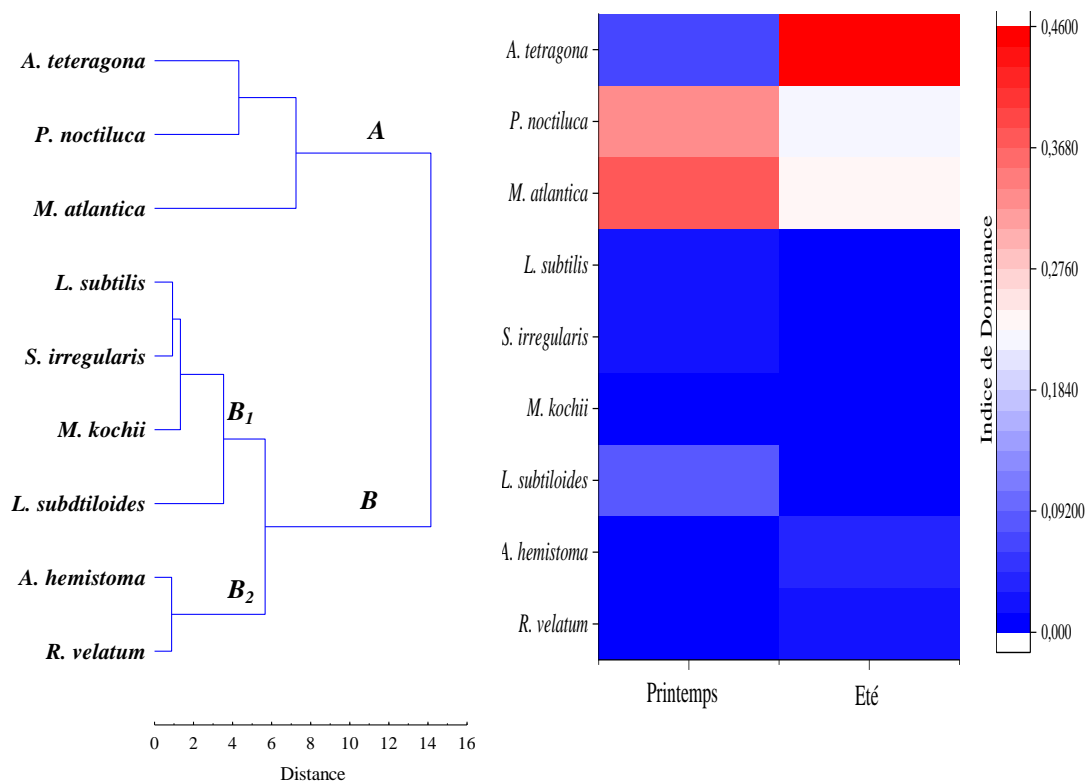 A. teteragona
P. noctiluca
M. atlantica
L. subtilis
S. irregularis
M. kochii
L. subdtiloides
A. hemistoma
R. velatum
A
B1
B
B2
0 2 4 6 8 10 12 14 16
Distance
A. tetragona
P. noctiluca
M. atlantica
L. subtilis
S. irregularis
M. kochii
L. subtiloides
A. hemistoma
R. velatum
Printemps Eté
0,4600
0,3680
0,2760
0,1840
0,09200
0,000
Indice de Dominance